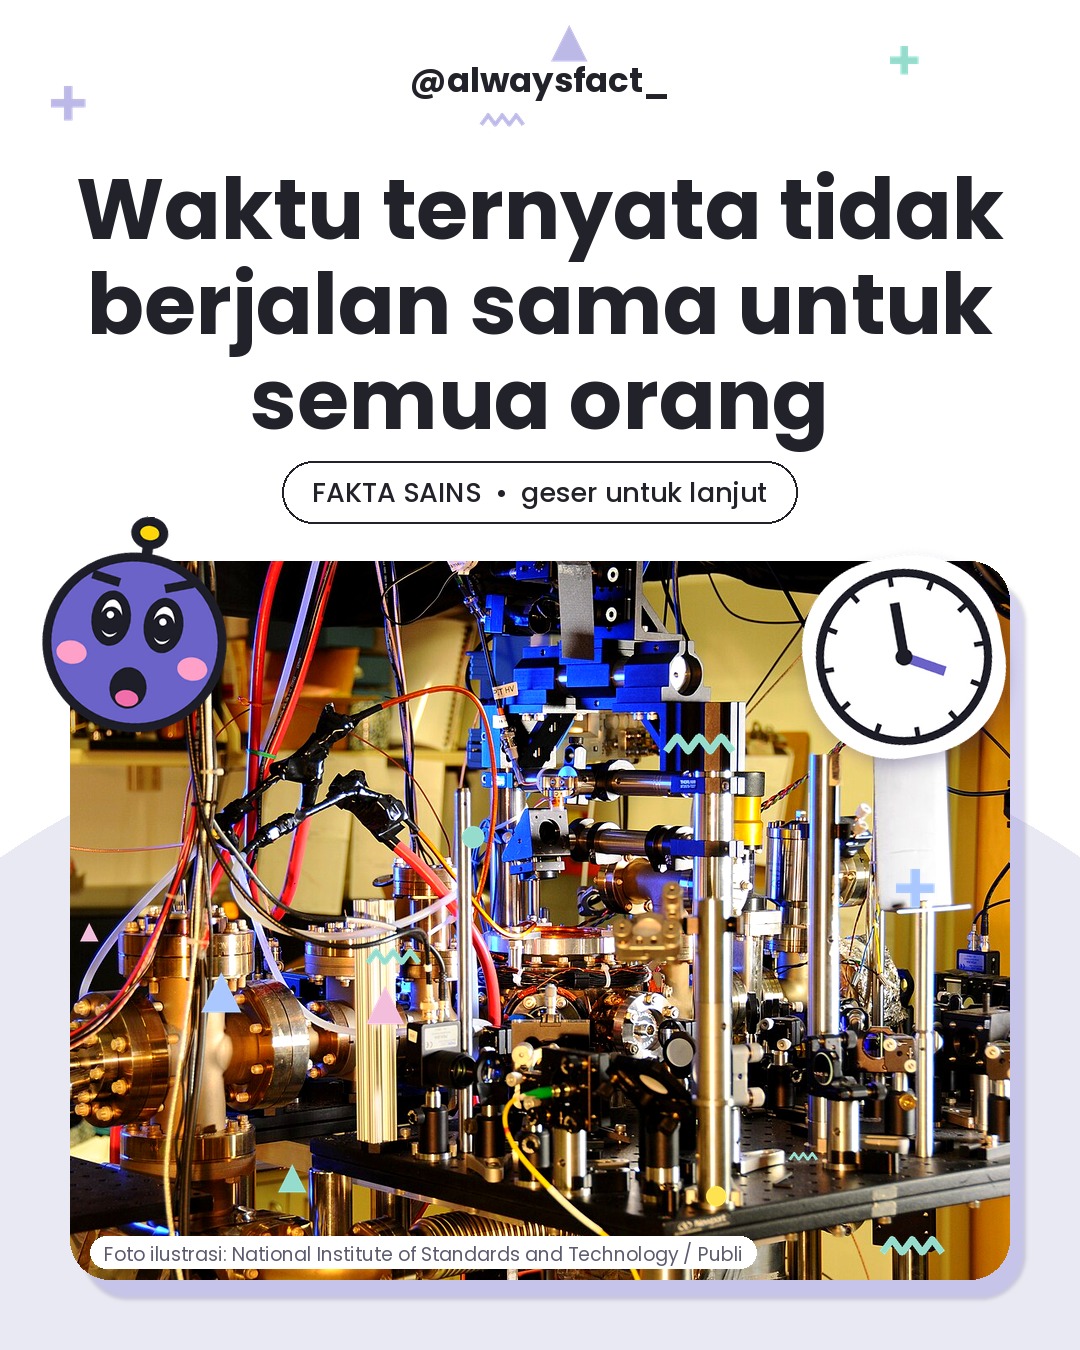 @alwaysfact_
Waktu ternyata tidak
berjalan sama untuk
semua orang
FAKTA SAINS • geser untuk lanjut
Foto ilustrasi: National Institute of Standards and Technology / Publi